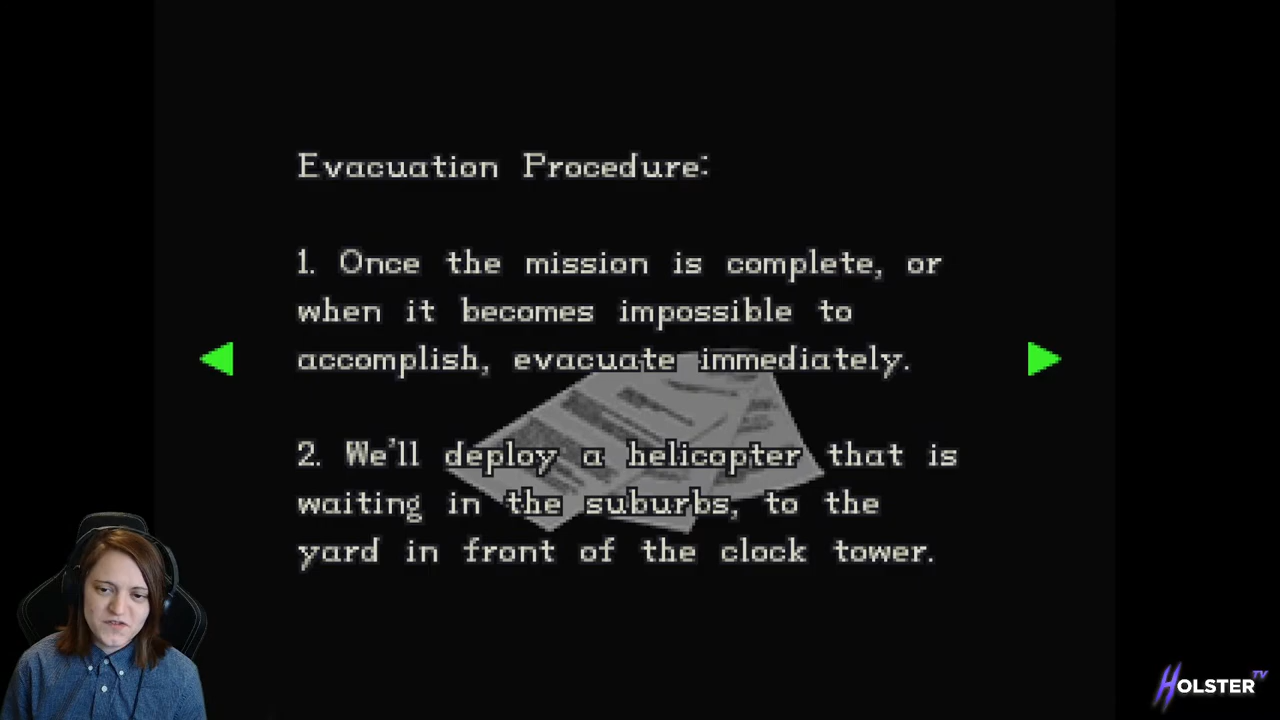 Evacuation Procedure:
1. Once the mission is complete, or
when it becomes impossible to
accomplish, evacuate immediately.
2. We'll deploy a helicopter that is
waiting in the suburbs, to the
yard in front of the clock tower.
HOLSTER TV